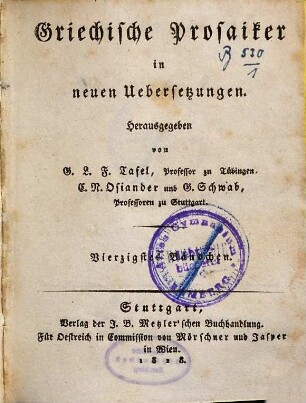 Griechische Prosaiker
in
neuen Uebersetzungen.
Herausgegeben
von
G. L. F. Tafel, Professor zu Tübingen.
C. N. Osiander und G. Schwab,
Professoren zu Stuttgart.
Vierzigstes Bändchen.
Stuttgart,
Verlag der J. B. Metzler'schen Buchhandlung.
Für Oestreich in Commission von Mörschner und Jasper
in Wien.
1828.